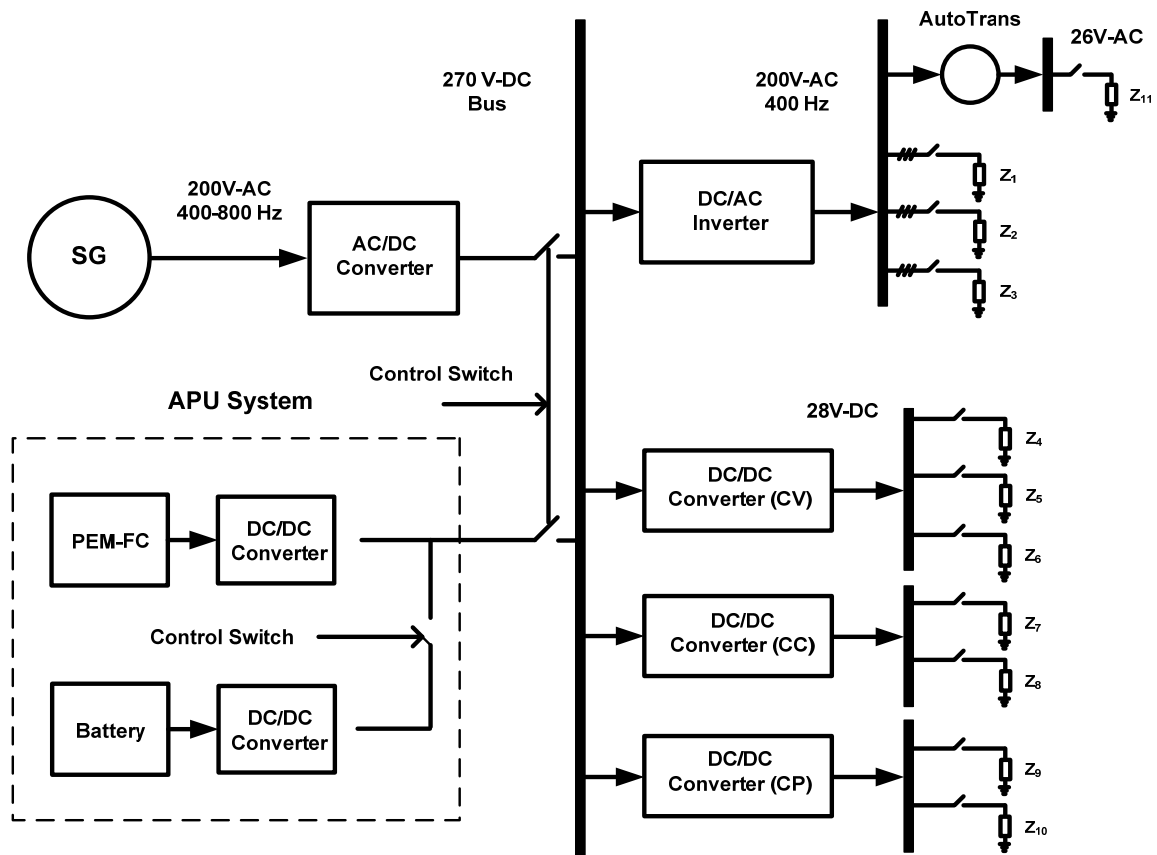 AutoTrans
26V-AC
Z11
270 V-DC
Bus
200V-AC
400 Hz
200V-AC
400-800 Hz
SG
AC/DC
Converter
DC/AC
Inverter
Z1
Z2
Z3
Control Switch
APU System
28V-DC
PEM-FC
DC/DC
Converter
Control Switch
Battery
DC/DC
Converter
DC/DC
Converter (CV)
Z4
Z5
Z6
DC/DC
Converter (CC)
Z7
Z8
DC/DC
Converter (CP)
Z9
Z10